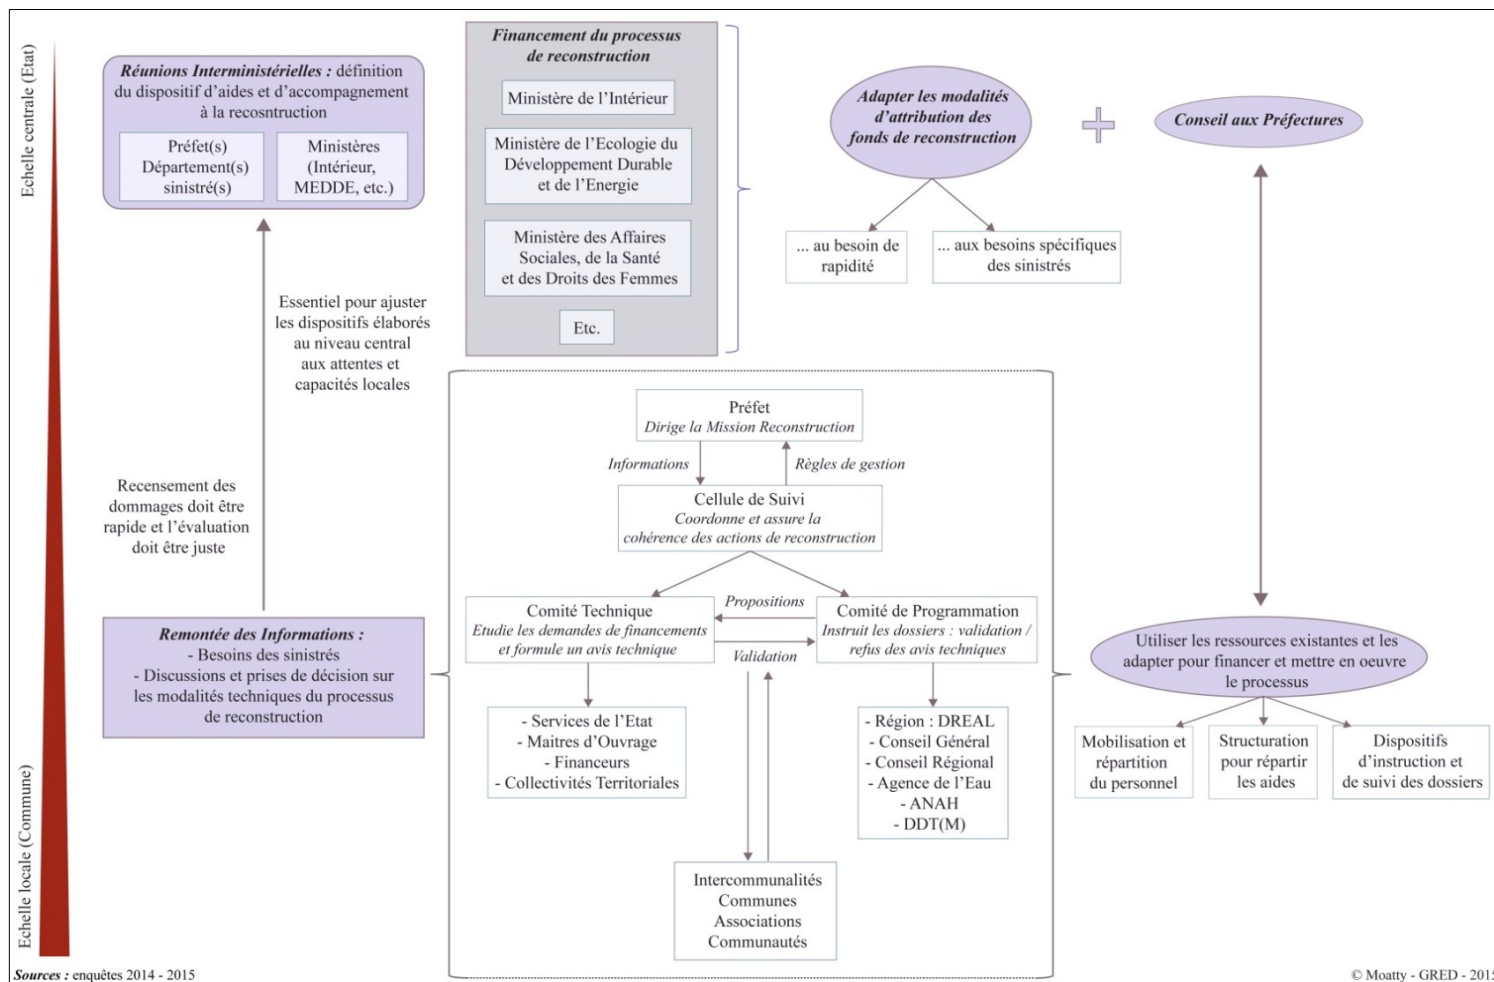 Echelle centrale (Etat)
Réunions Interministérielles : définition
du dispositif d'aides et d'accompagnement
à la recosntruction
Préfet(s)
Département(s)
sinistré(s)
Ministères
(Intérieur,
MEDDE, etc.)
Financement du processus
de reconstruction
Ministère de l'Intérieur
Ministère de l'Ecologie du
Développement Durable
et de l'Energie
Ministère des Affaires
Sociales, de la Santé
et des Droits des Femmes
Etc.
Adapter les modalités
d'attribution des
fonds de reconstruction
Conseil aux Préfectures
... au besoin de
rapidité
... aux besoins spécifiques
des sinistrés
Essentiel pour ajuster
les dispositifs élaborés
au niveau central
aux attentes et
capacités locales
Recensement des
dommages doit être
rapide et l'évaluation
doit être juste
Préfet
Dirige la Mission Reconstruction
Informations
Règles de gestion
Cellule de Suivi
Coordonne et assure la
cohérence des actions de reconstruction
Remontée des Informations :
- Besoins des sinistrés
- Discussions et prises de décision sur
les modalités techniques du processus
de reconstruction
Comité Technique
Etudie les demandes de financements
et formule un avis technique
Propositions
Validation
Comité de Programmation
Instruit les dossiers : validation /
refus des avis techniques
- Services de l'Etat
- Maitres d'Ouvrage
- Financeurs
- Collectivités Territoriales
- Région : DREAL
- Conseil Général
- Conseil Régional
- Agence de l'Eau
- ANAH
- DDT(M)
Intercommunalités
Communes
Associations
Communautés
Utiliser les ressources existantes et les
adapter pour financer et mettre en oeuvre
le processus
Mobilisation et
répartition
du personnel
Structuration
pour répartir
les aides
Dispositifs
d'instruction et
de suivi des dossiers
Echelle locale (Commune)
Sources : enquêtes 2014 - 2015
© Moatty - GRED - 2015